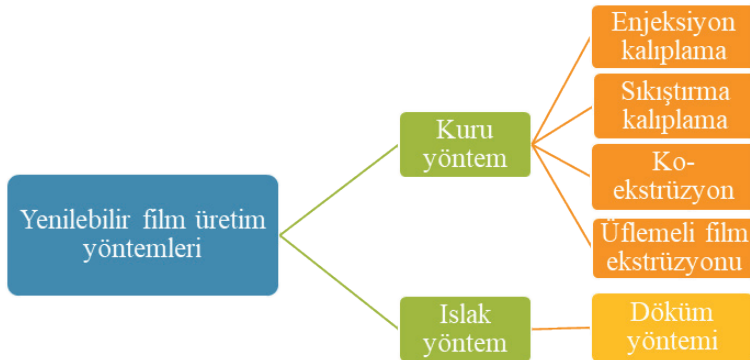 Yenilebilir film üretim
yöntemleri
Kuru
yöntem
Enjeksiyon
kalıplama
Sıkıştırma
kalıplama
Ko-
ekstrüzyon
Üflemeli film
ekstrüzyonu
Islak
yöntem
Döküm
yöntemi